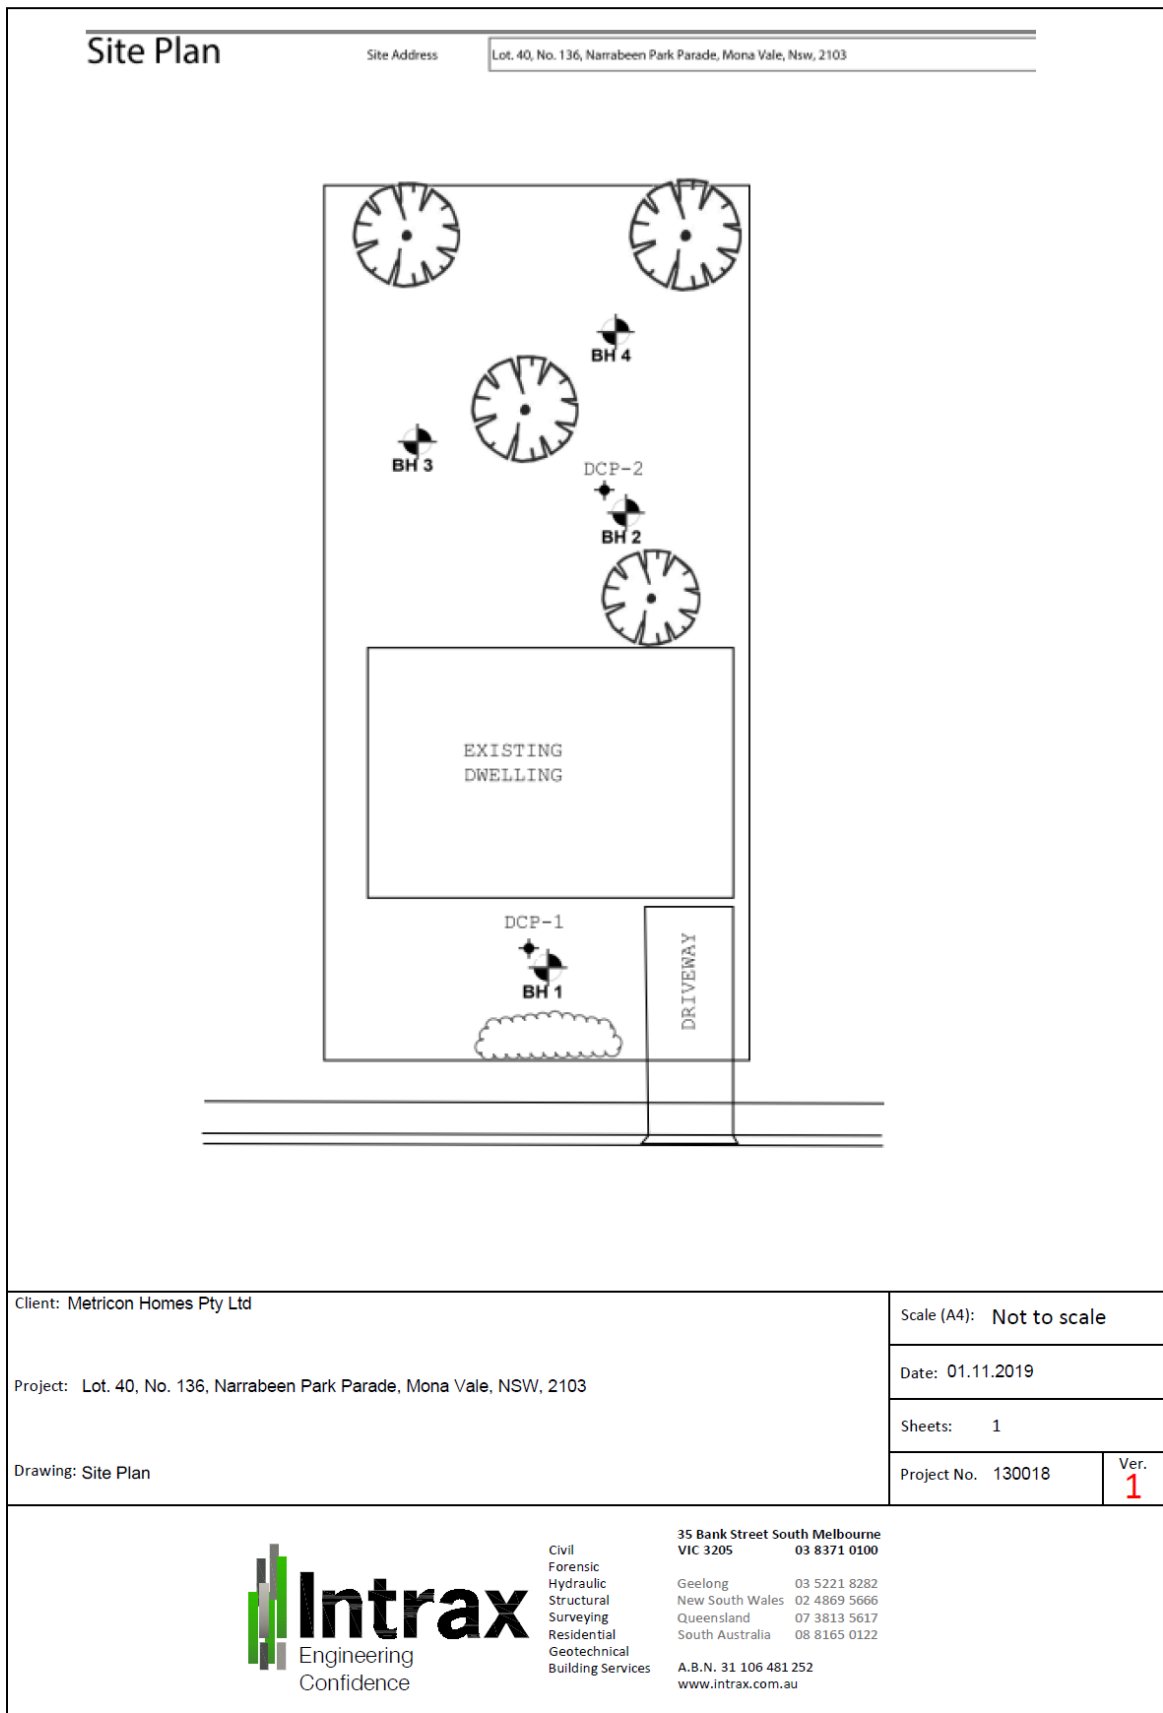 Site Plan
Site Address
Lot. 40, No. 136, Narrabeen Park Parade, Mona Vale, Nsw, 2103
BH 4
BH 3
DCP-2
BH 2
EXISTING
DWELLING
DCP-1
BH 1
DRIVEWAY
Client: Metricon Homes Pty Ltd
Project: Lot. 40, No. 136, Narrabeen Park Parade, Mona Vale, NSW, 2103
Drawing: Site Plan
Scale (A4): Not to scale
Date: 01.11.2019
Sheets: 1
Project No. 130018
Ver.
1
Intrax
Engineering
Confidence
Civil
Forensic
Hydraulic
Structural
Surveying
Residential
Geotechnical
Building Services
35 Bank Street South Melbourne
VIC 3205 03 8371 0100
Geelong 03 5221 8282
New South Wales 02 4869 5666
Queensland 07 3813 5617
South Australia 08 8165 0122
A.B.N. 31 106 481 252
www.intrax.com.au